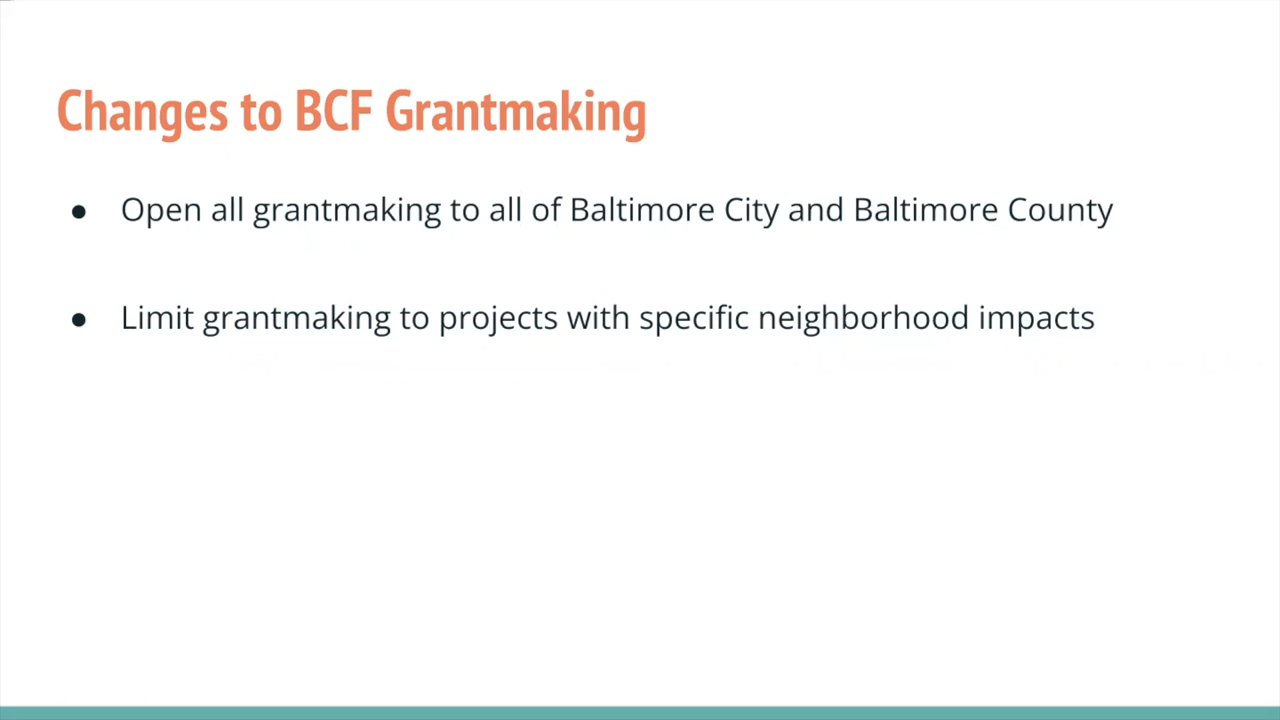 Changes to BCF Grantmaking
● Open all grantmaking to all of Baltimore City and Baltimore County
● Limit grantmaking to projects with specific neighborhood impacts